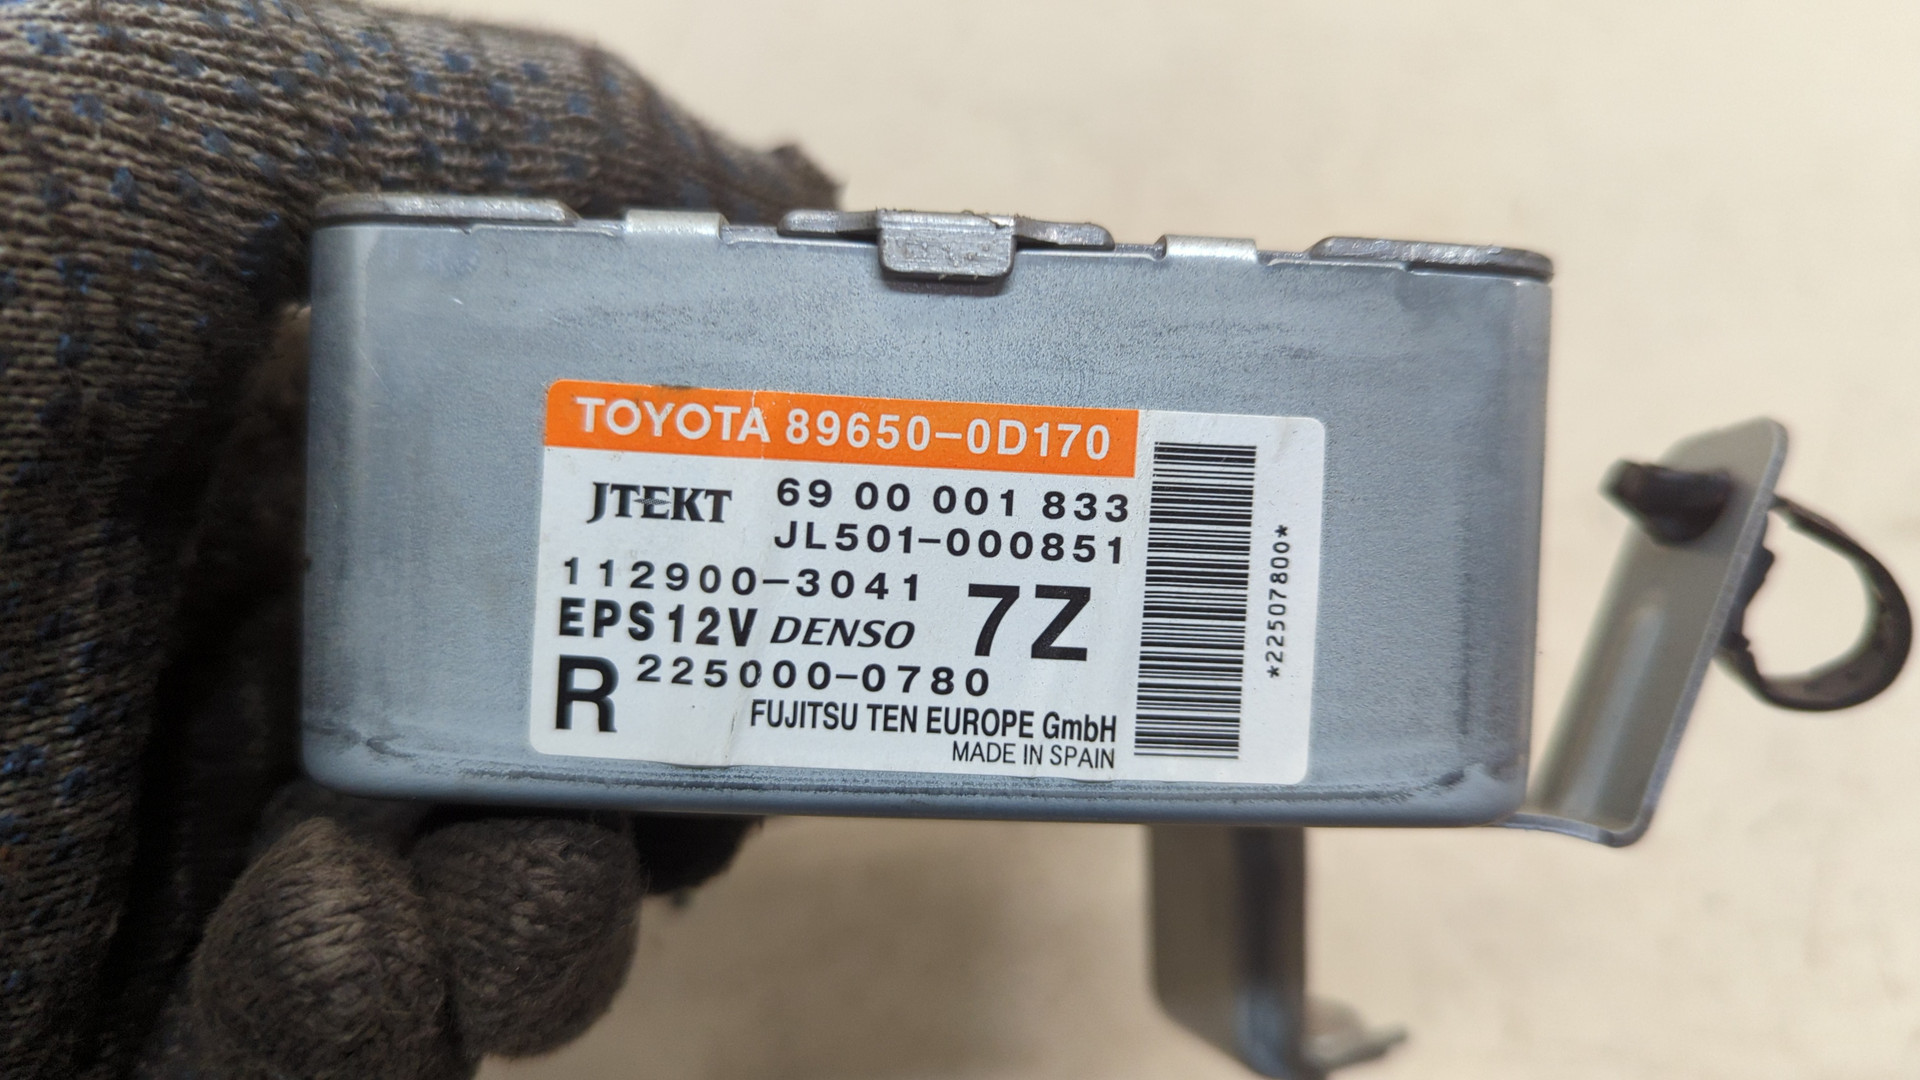 TOYOTA 89650-0D170
JTEKT 69 00 001 833
JL501-000851
112900-3041
EPS12V DENSO 7Z
R 225000-0780
FUJITSU TEN EUROPE GmbH
MADE IN SPAIN
*22507800*